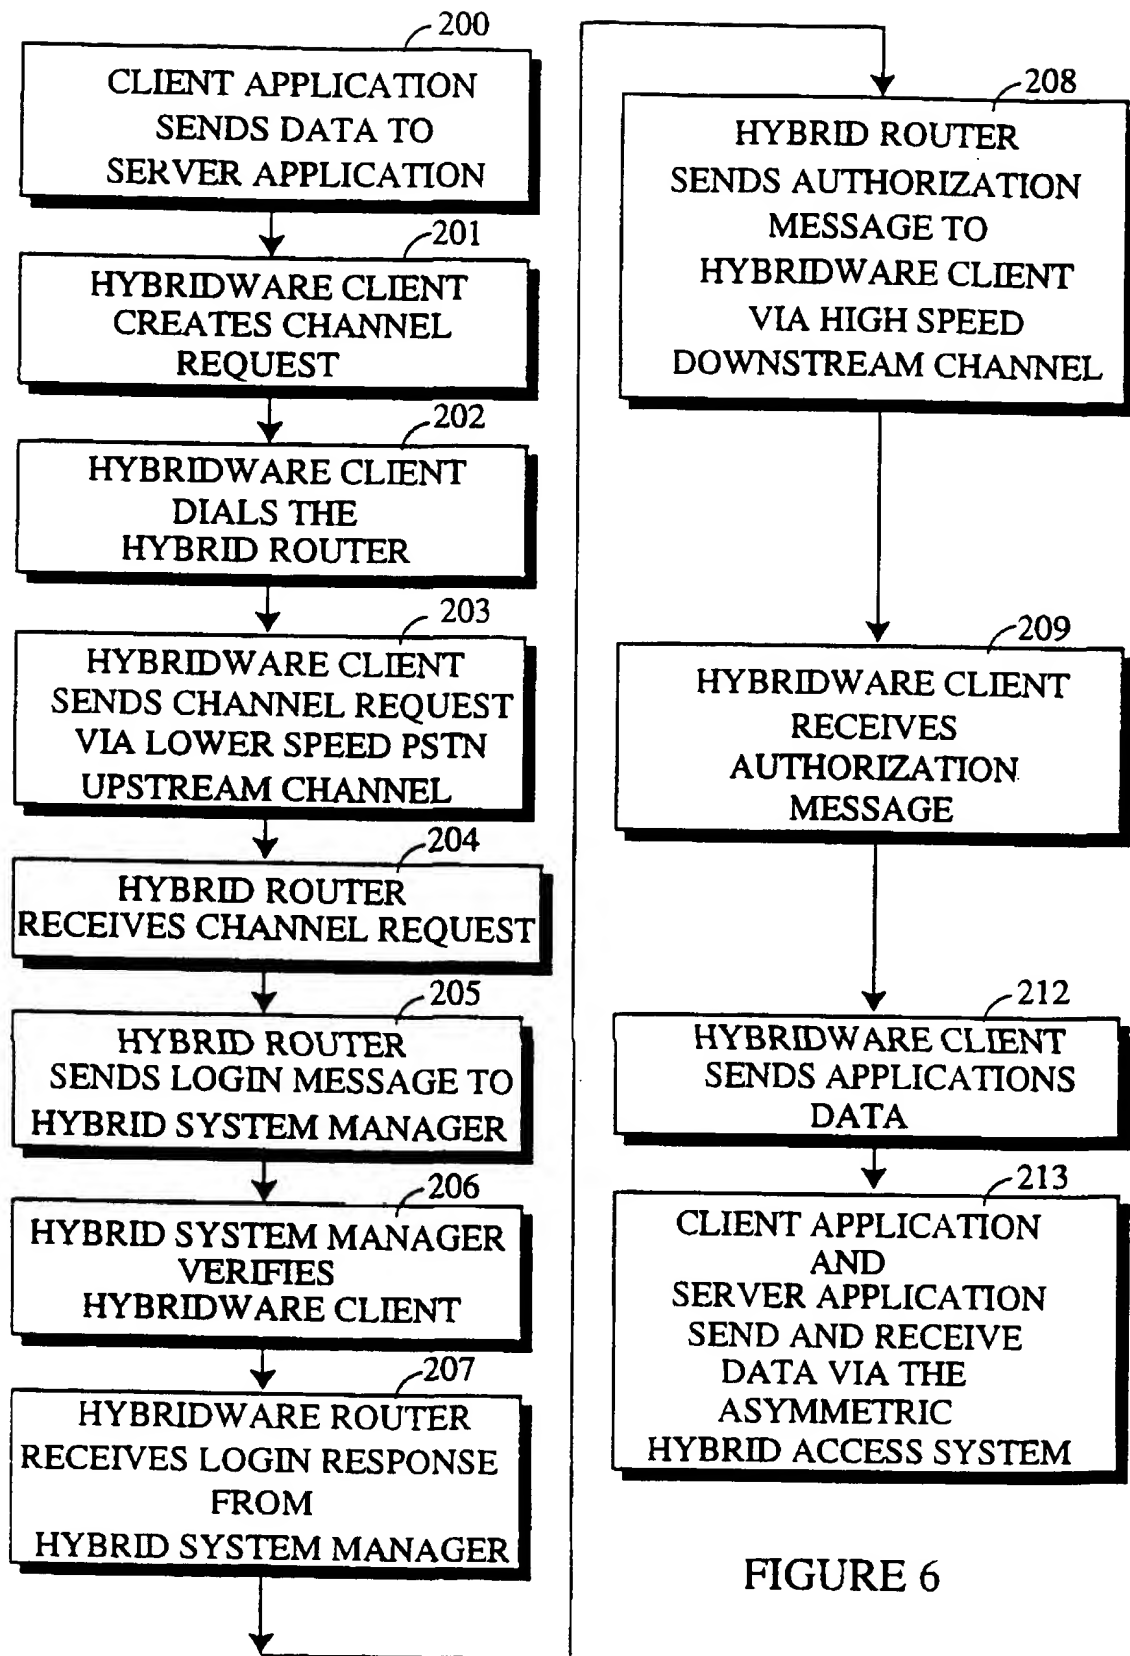 200
CLIENT APPLICATION
SENDS DATA TO
SERVER APPLICATION
201
HYBRIDWARE CLIENT
CREATES CHANNEL
REQUEST
202
HYBRIDWARE CLIENT
DIALS THE
HYBRID ROUTER
203
HYBRIDWARE CLIENT
SENDS CHANNEL REQUEST
VIA LOWER SPEED PSTN
UPSTREAM CHANNEL
204
HYBRID ROUTER
RECEIVES CHANNEL REQUEST
205
HYBRID ROUTER
SENDS LOGIN MESSAGE TO
HYBRID SYSTEM MANAGER
206
HYBRID SYSTEM MANAGER
VERIFIES
HYBRIDWARE CLIENT
207
HYBRIDWARE ROUTER
RECEIVES LOGIN RESPONSE
FROM
HYBRID SYSTEM MANAGER
208
HYBRID ROUTER
SENDS AUTHORIZATION
MESSAGE TO
HYBRIDWARE CLIENT
VIA HIGH SPEED
DOWNSTREAM CHANNEL
209
HYBRIDWARE CLIENT
RECEIVES
AUTHORIZATION
MESSAGE
212
HYBRIDWARE CLIENT
SENDS APPLICATIONS
DATA
213
CLIENT APPLICATION
AND
SERVER APPLICATION
SEND AND RECEIVE
DATA VIA THE
ASYMMETRIC
HYBRID ACCESS SYSTEM
FIGURE 6